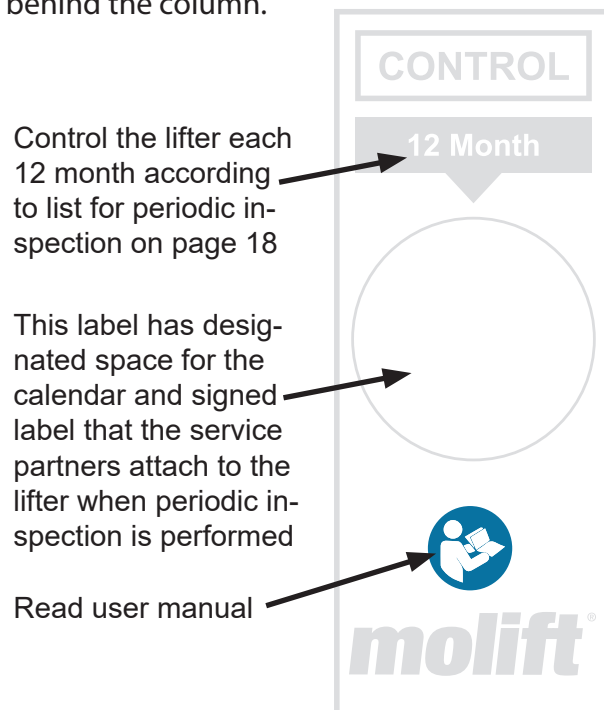 behind the column.
CONTROL
12 Month
Control the lifter each
12 month according
to list for periodic in-
spection on page 18
This label has desig-
nated space for the
calendar and signed
label that the service
partners attach to the
lifter when periodic in-
spection is performed
Read user manual
molift®